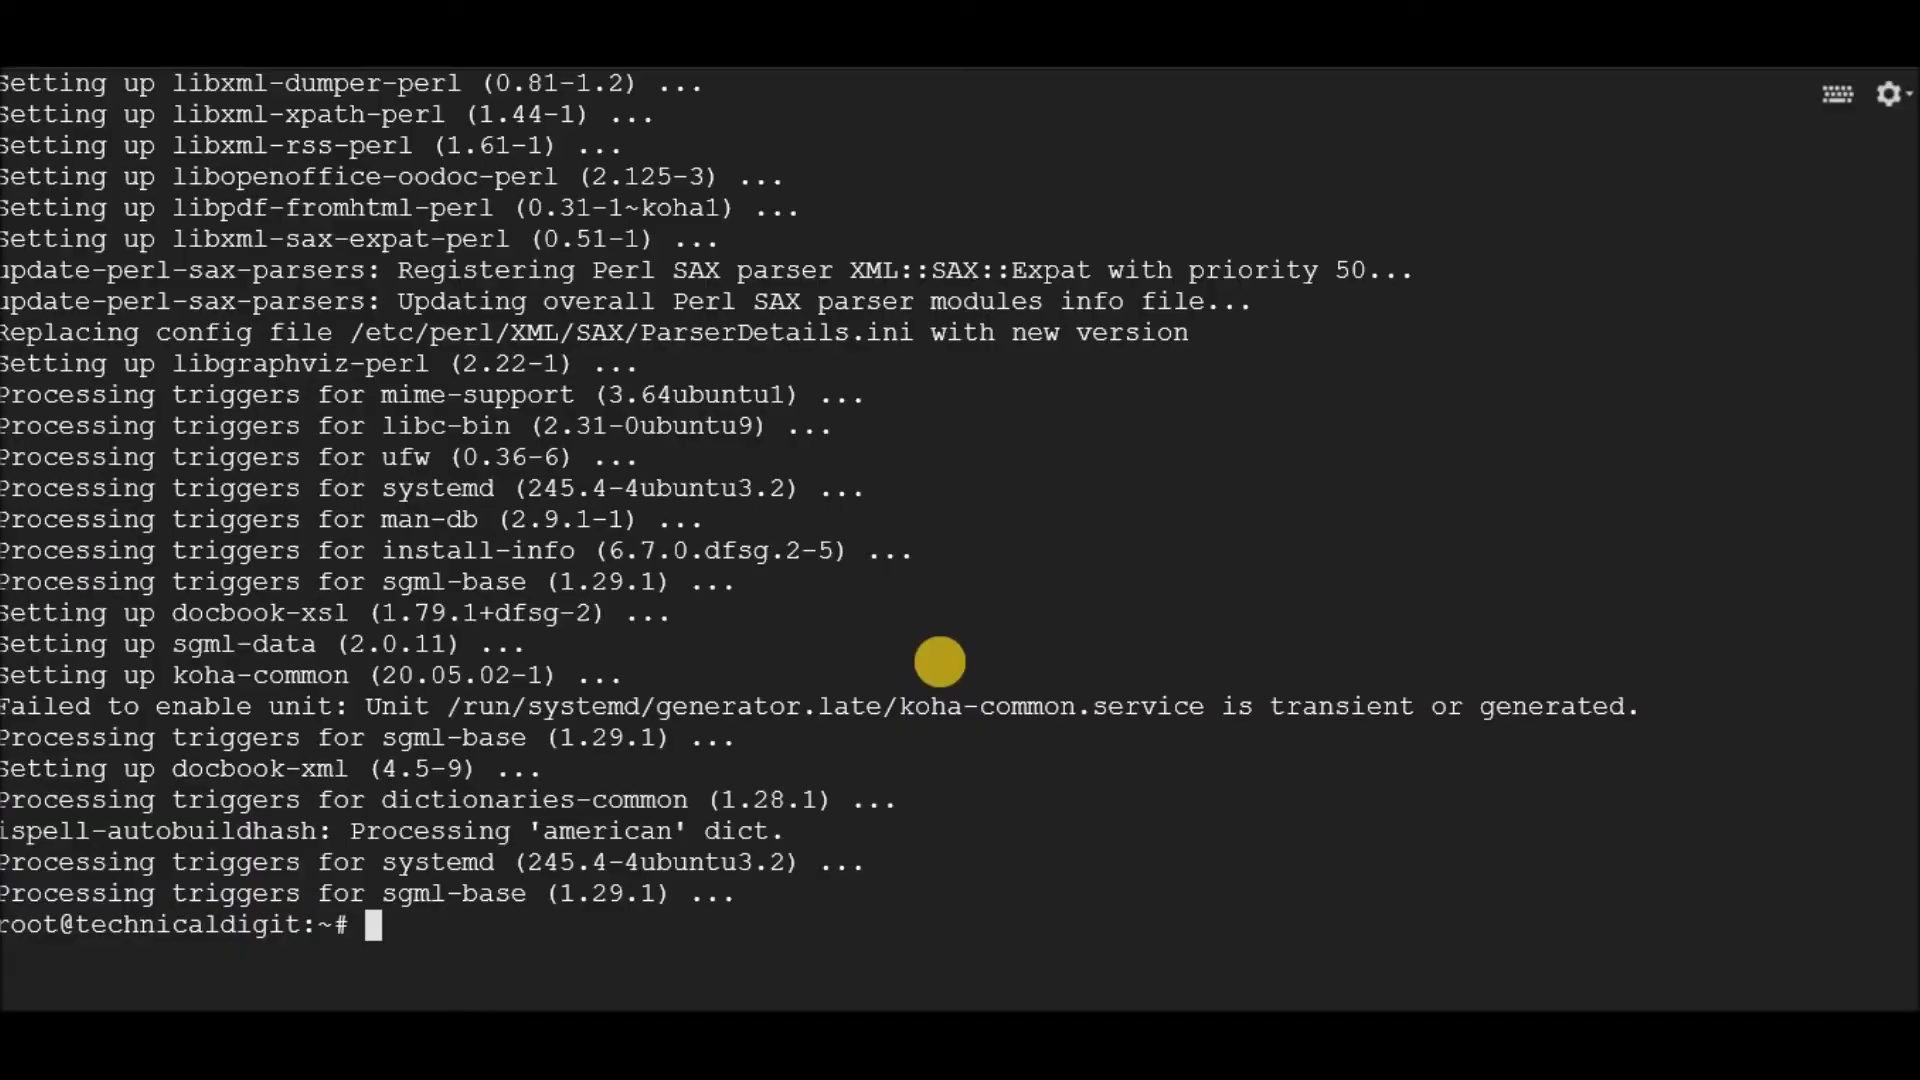 Setting up libxml-dumper-perl (0.81-1.2) ...
Setting up libxml-xpath-perl (1.44-1) ...
Setting up libxml-rss-perl (1.61-1) ...
Setting up libopenoffice-oodoc-perl (2.125-3) ...
Setting up libpdf-fromhtml-perl (0.31-1~koha1) ...
Setting up libxml-sax-expat-perl (0.51-1) ...
update-perl-sax-parsers: Registering Perl SAX parser XML::SAX::Expat with priority 50...
update-perl-sax-parsers: Updating overall Perl SAX parser modules info file...
Replacing config file /etc/perl/XML/SAX/ParserDetails.ini with new version
Setting up libgraphviz-perl (2.22-1) ...
Processing triggers for mime-support (3.64ubuntu1) ...
Processing triggers for libc-bin (2.31-0ubuntu9) ...
Processing triggers for ufw (0.36-6) ...
Processing triggers for systemd (245.4-4ubuntu3.2) ...
Processing triggers for man-db (2.9.1-1) ...
Processing triggers for install-info (6.7.0.dfsg.2-5) ...
Processing triggers for sgml-base (1.29.1) ...
Setting up docbook-xsl (1.79.1+dfsg-2) ...
Setting up sgml-data (2.0.11) ...
Setting up koha-common (20.05.02-1) ...
Failed to enable unit: Unit /run/systemd/generator.late/koha-common.service is transient or generated.
Processing triggers for sgml-base (1.29.1) ...
Setting up docbook-xml (4.5-9) ...
Processing triggers for dictionaries-common (1.28.1) ...
ispell-autobuildhash: Processing 'american' dict.
Processing triggers for systemd (245.4-4ubuntu3.2) ...
Processing triggers for sgml-base (1.29.1) ...
root@technicaldigit:~#